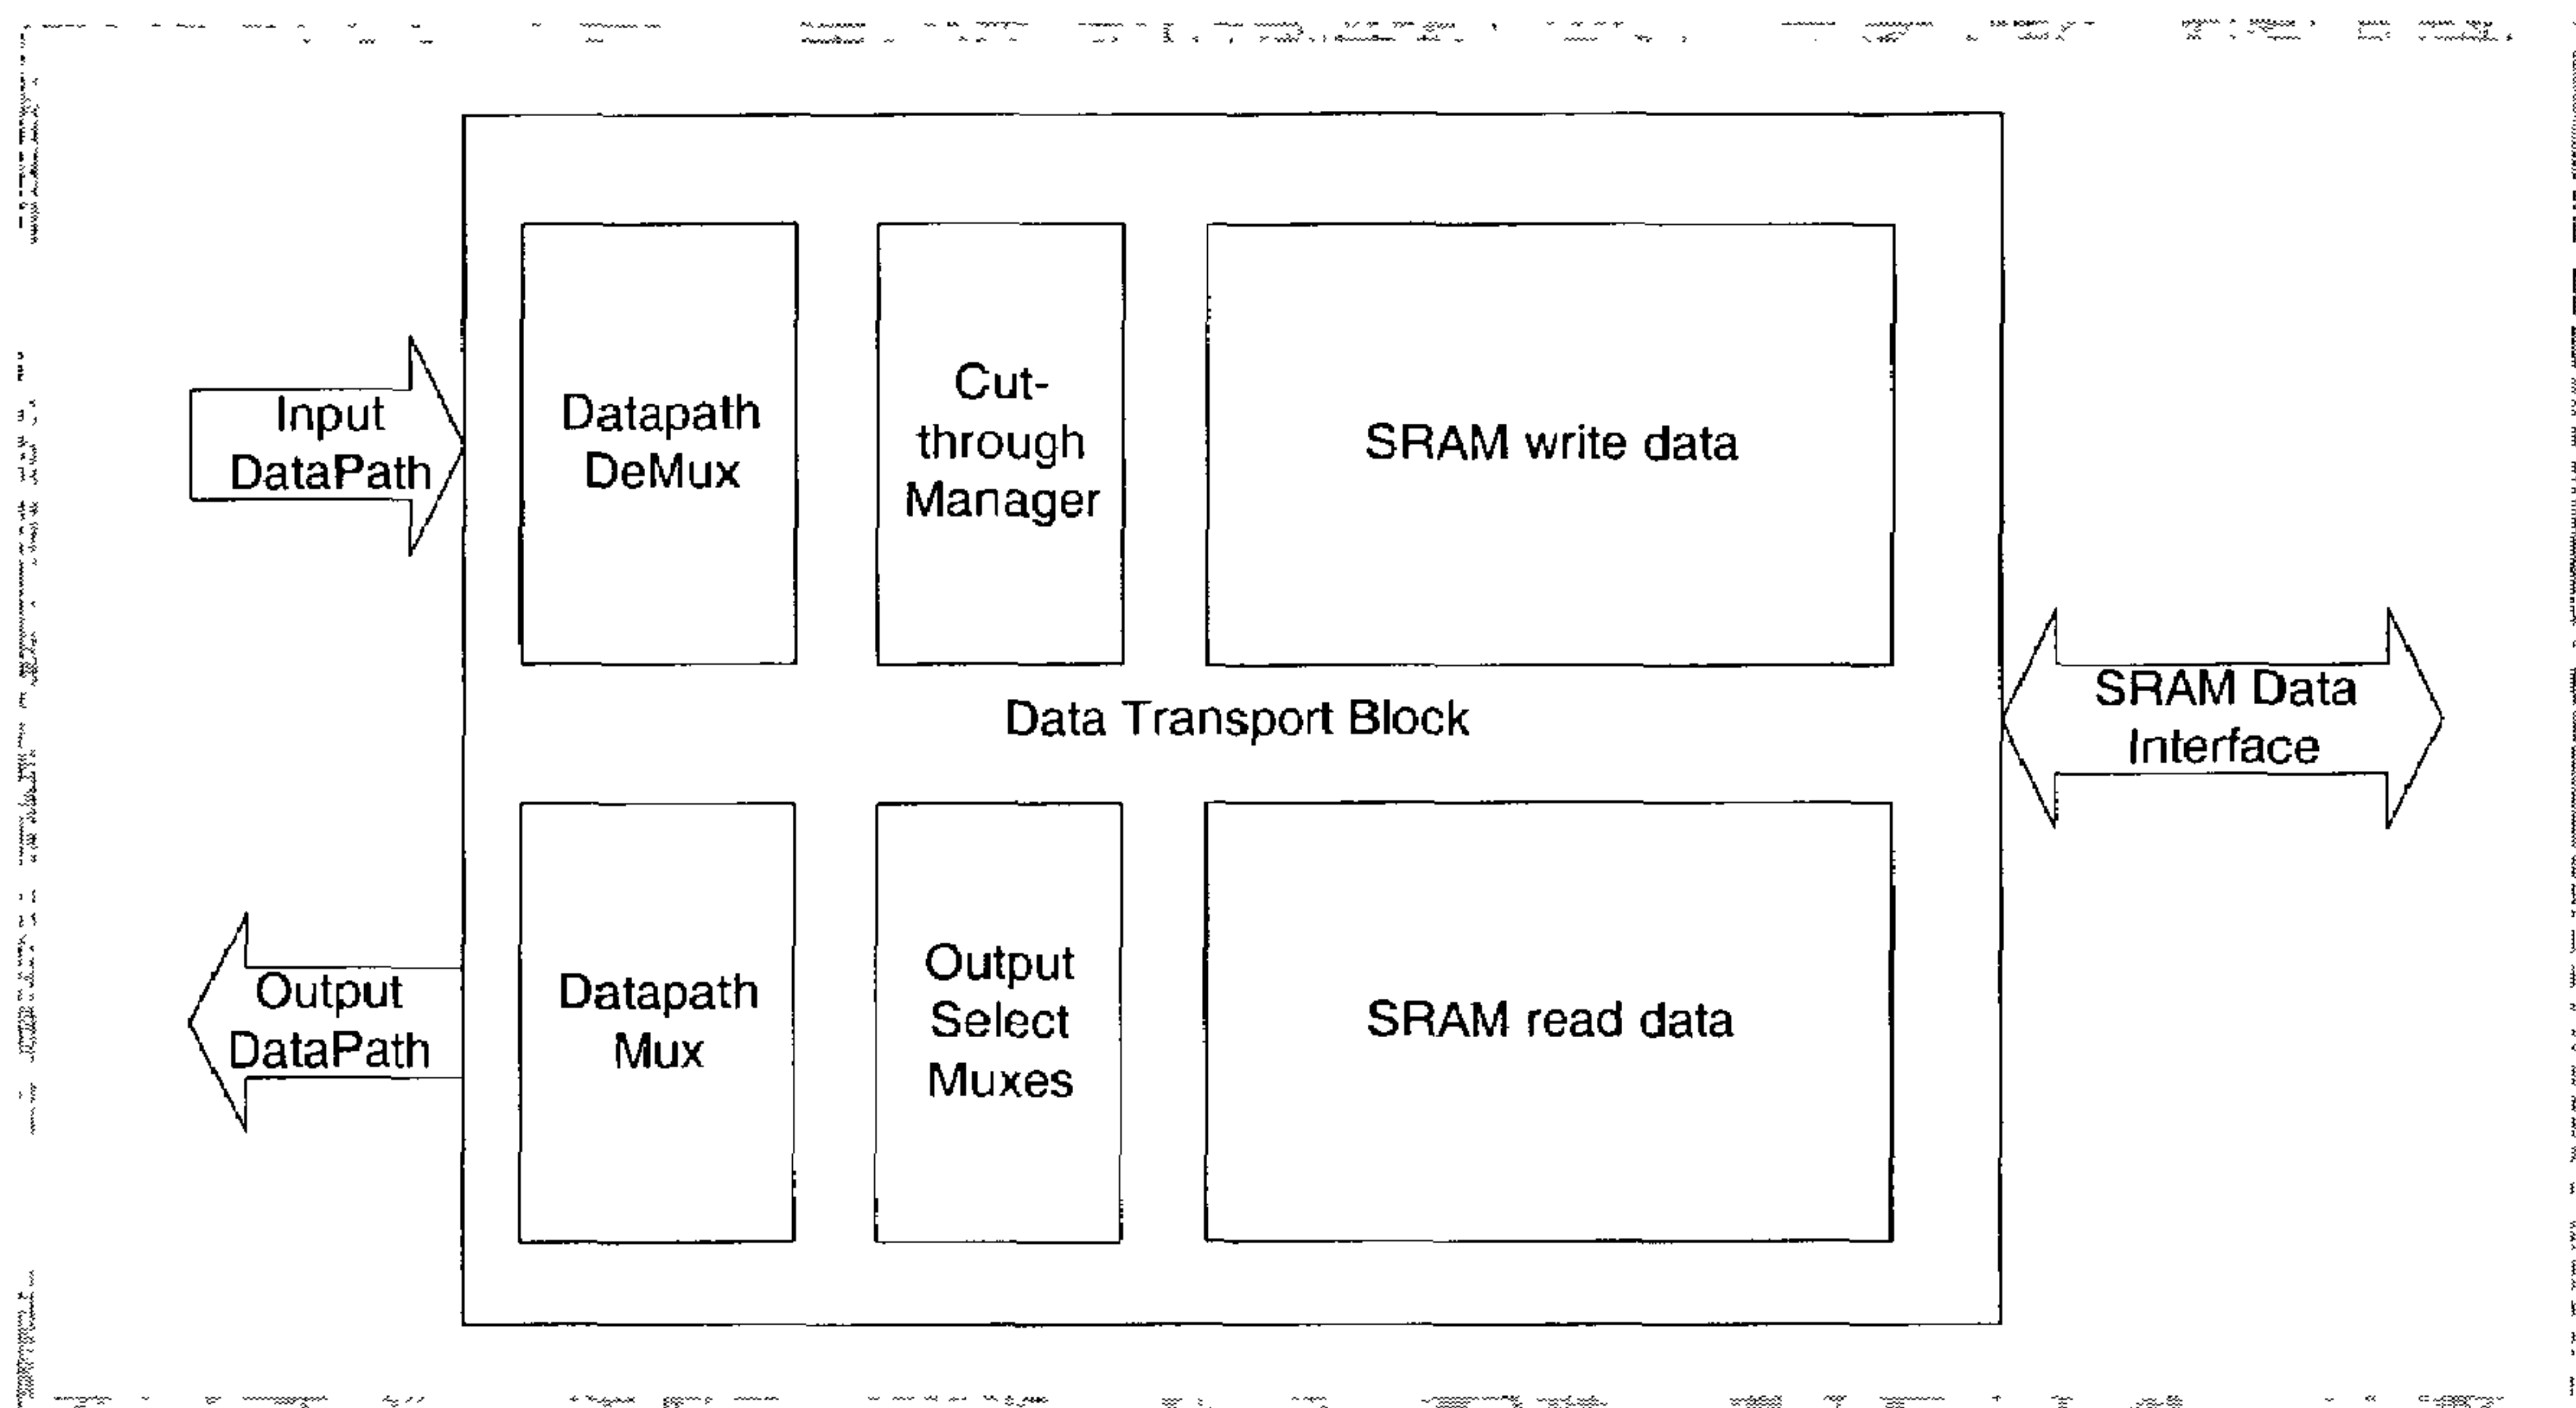 Input
DataPath
Datapath
DeMux
Cut-
through
Manager
SRAM write data
Data Transport Block
SRAM Data
Interface
Output
DataPath
Datapath
Mux
Output
Select
Muxes
SRAM read data